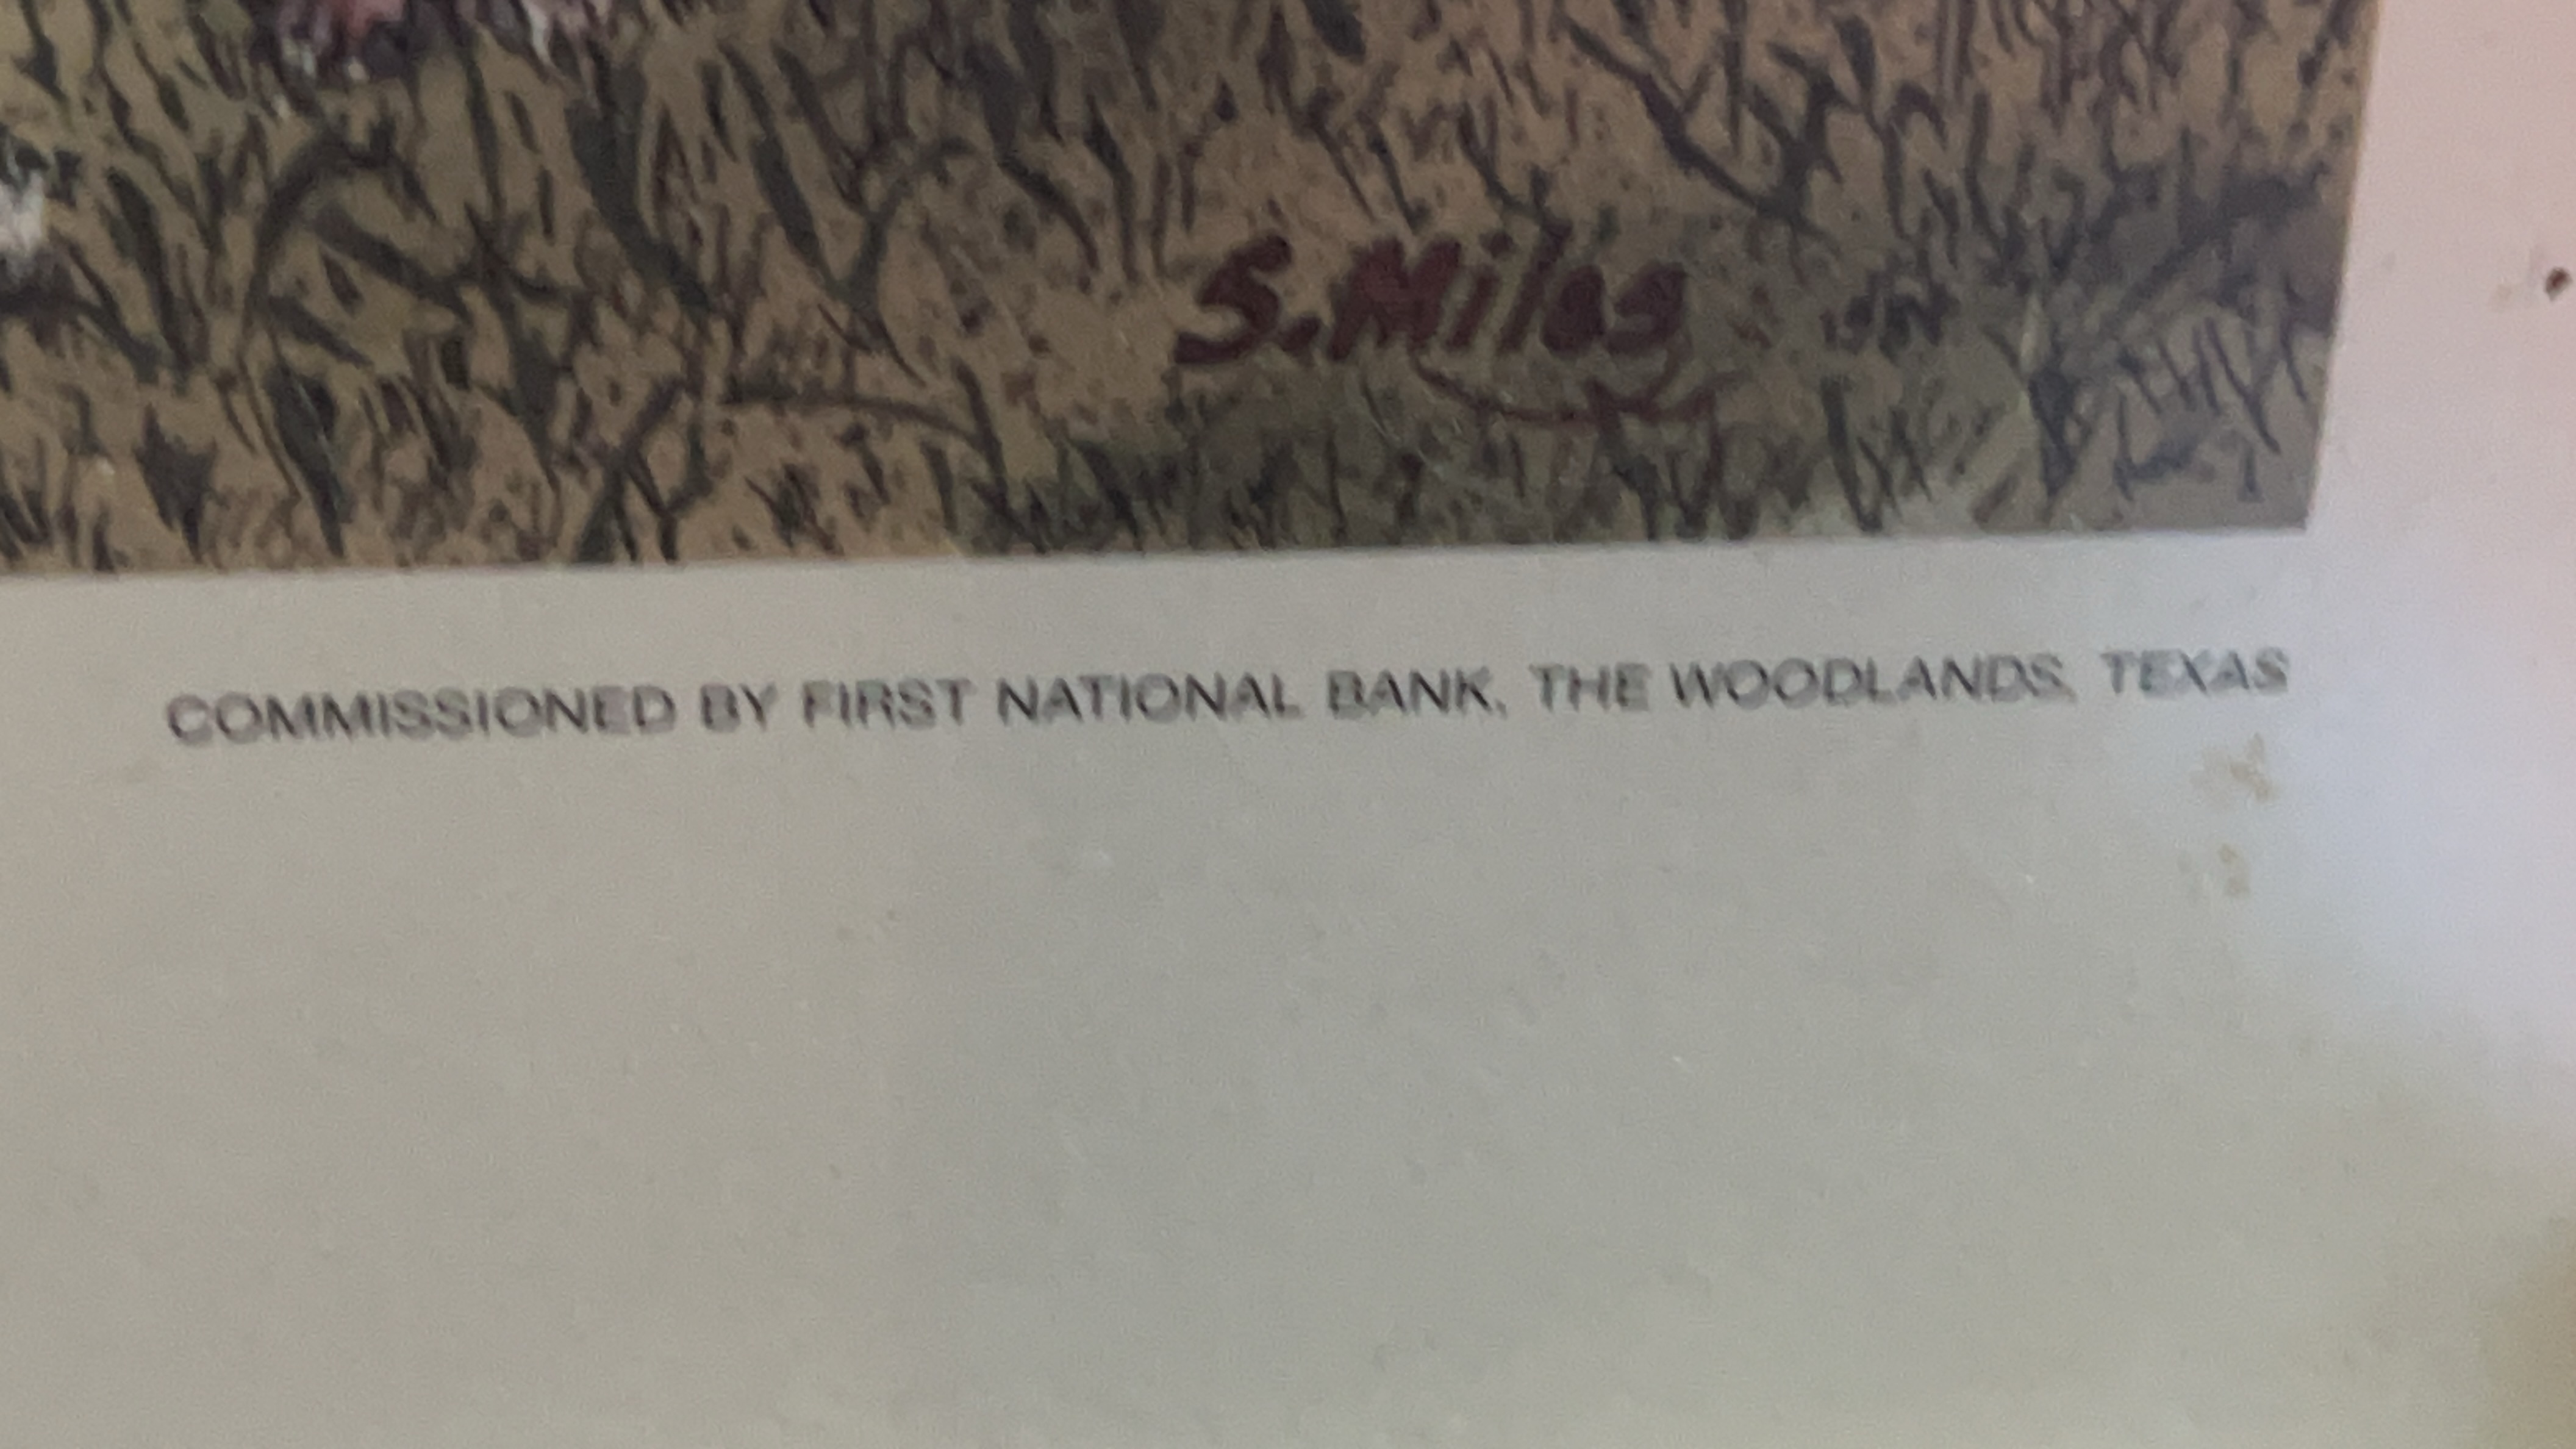 S. Miles
COMMISSIONED BY FIRST NATIONAL BANK, THE WOODLANDS, TEXAS